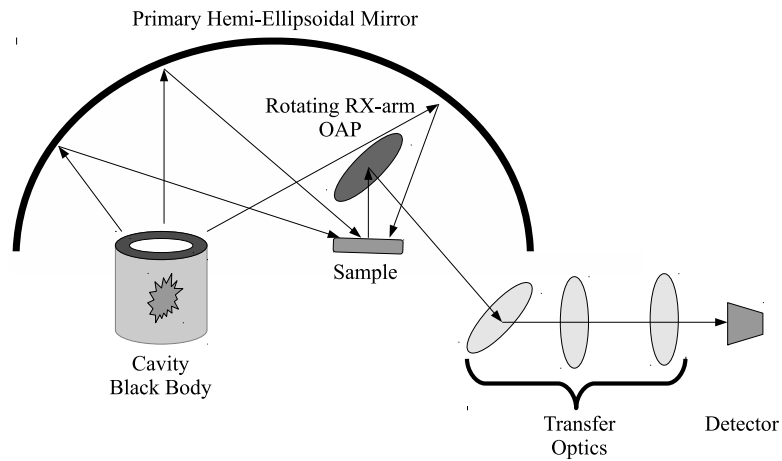 Primary Hemi-Ellipsoidal Mirror
Rotating RX-arm
OAP
Sample
Cavity
Black Body
Transfer
Optics
Detector